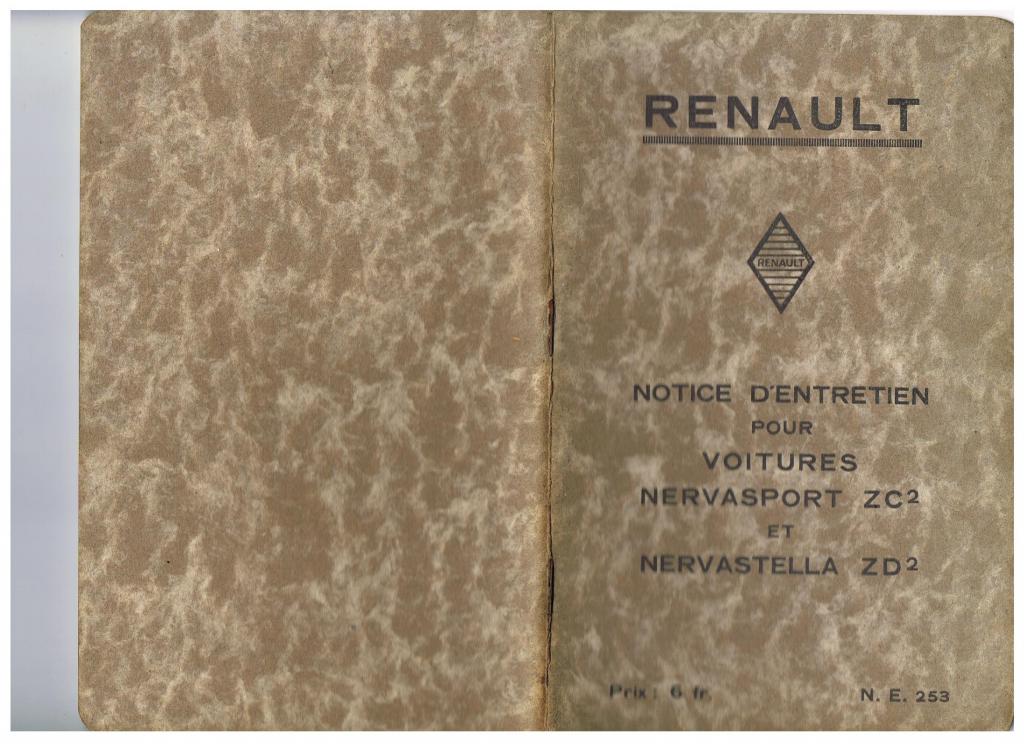 RENAULT
RENAULT
NOTICE D'ENTRETIEN
POUR
VOITURES
NERVASPORT ZC²
ET
NERVASTELLA ZD²
Prix : 6 fr.
N. E. 253